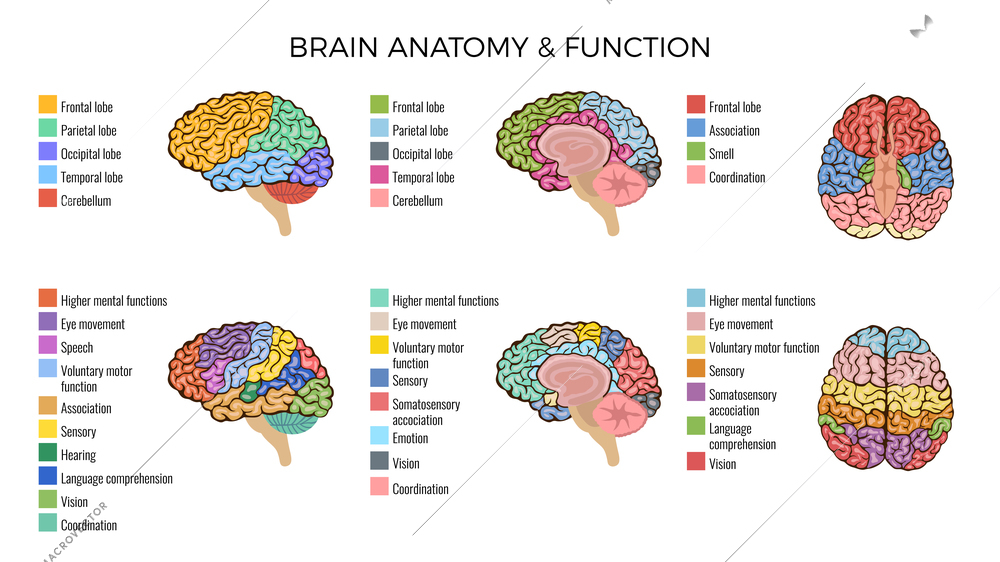 BRAIN ANATOMY & FUNCTION
Frontal lobe
Parietal lobe
Occipital lobe
Temporal lobe
Cerebellum
Frontal lobe
Parietal lobe
Occipital lobe
Temporal lobe
Cerebellum
Frontal lobe
Association
Smell
Coordination
Higher mental functions
Eye movement
Speech
Voluntary motor
function
Association
Sensory
Hearing
Language comprehension
Vision
Coordination
Higher mental functions
Eye movement
Voluntary motor
function
Sensory
Somatosensory
accociation
Emotion
Vision
Coordination
Higher mental functions
Eye movement
Voluntary motor function
Sensory
Somatosensory
accociation
Language
comprehension
Vision
MACROVECTOR